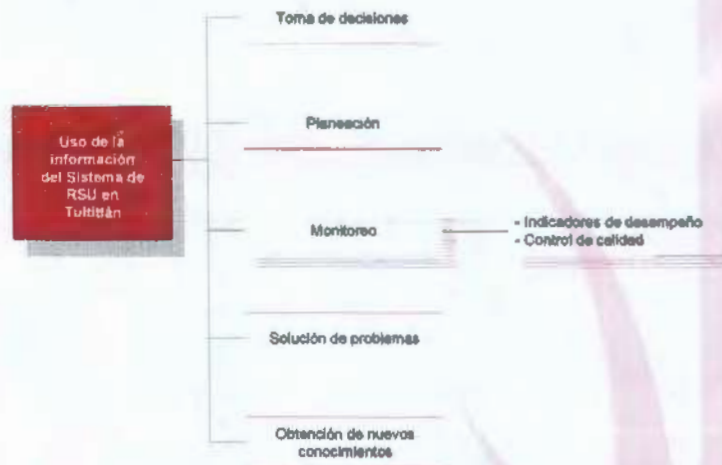 Toma de decisiones
Planeación
Uso de la
información
del Sistema de
RSU en
Tultitlán
Monitoreo
- Indicadores de desempeño
- Control de calidad
Solución de problemas
Obtención de nuevos
conocimientos